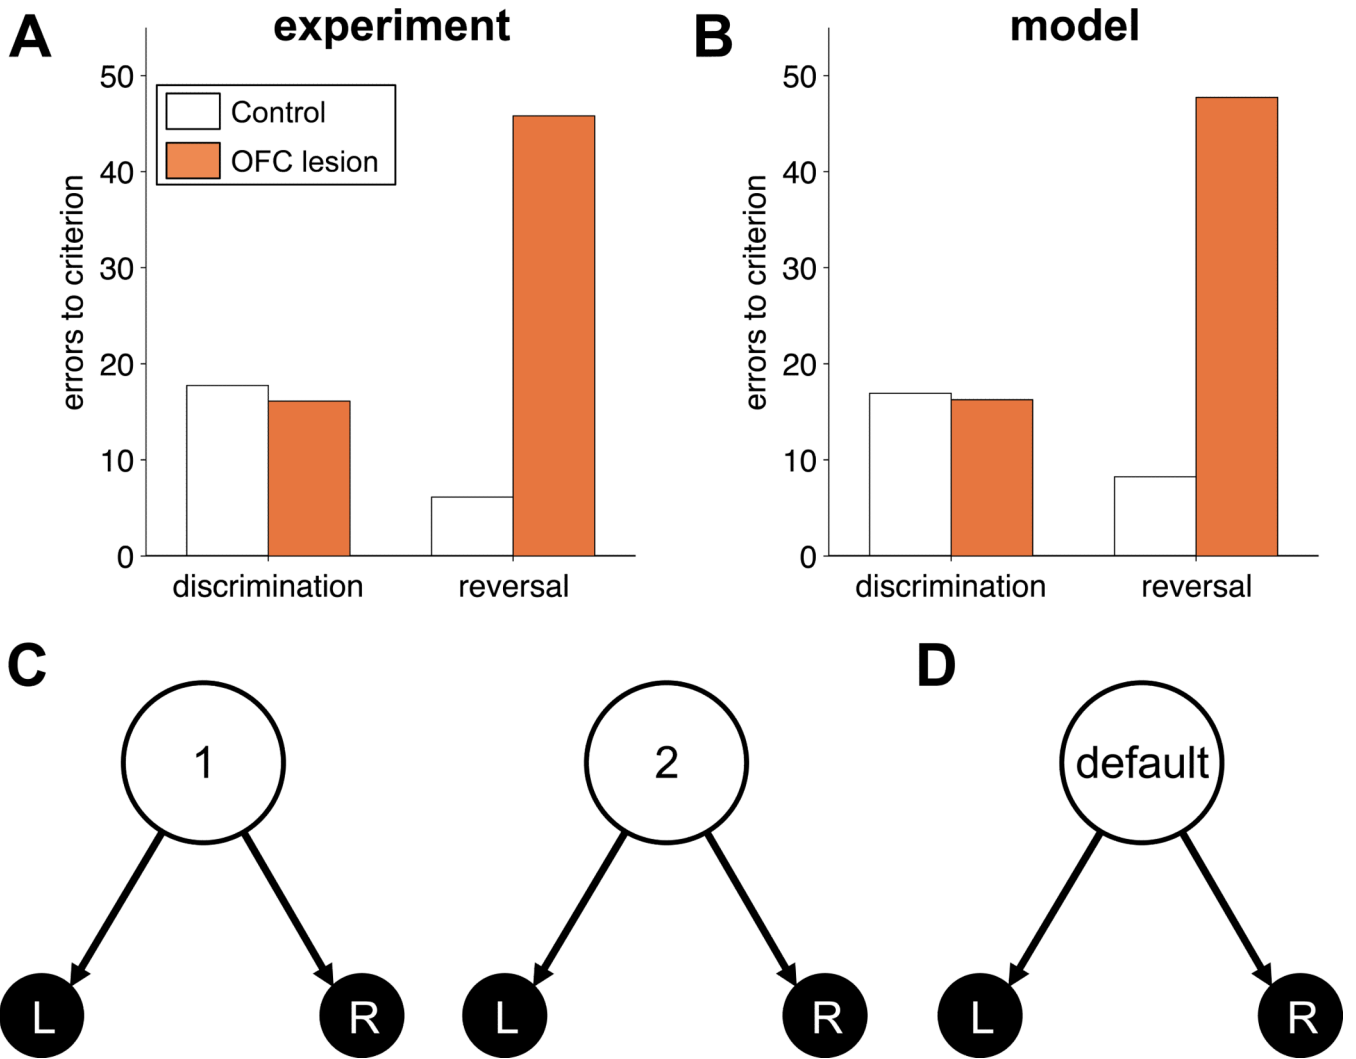 A
experiment
50
40
30
20
10
0
errors to criterion
Control
OFC lesion
discrimination
reversal
B
model
50
40
30
20
10
0
errors to criterion
discrimination
reversal
C
1
L
R
2
L
R
D
default
L
R